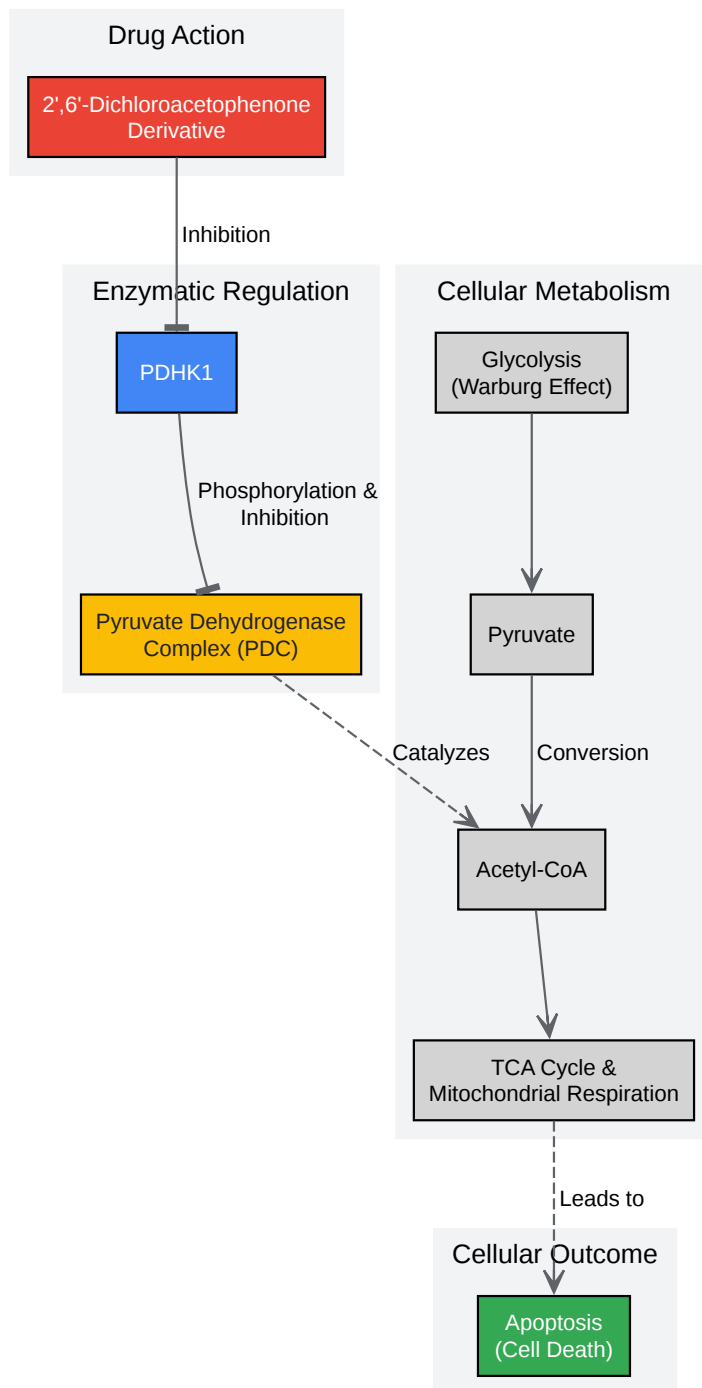 Drug Action
2',6'-Dichloroacetophenone
Derivative
Inhibition
Enzymatic Regulation
PDHK1
Phosphorylation &
Inhibition
Pyruvate Dehydrogenase
Complex (PDC)
Cellular Metabolism
Glycolysis
(Warburg Effect)
Pyruvate
Catalyzes
Conversion
Acetyl-CoA
TCA Cycle &
Mitochondrial Respiration
Leads to
Cellular Outcome
Apoptosis
(Cell Death)